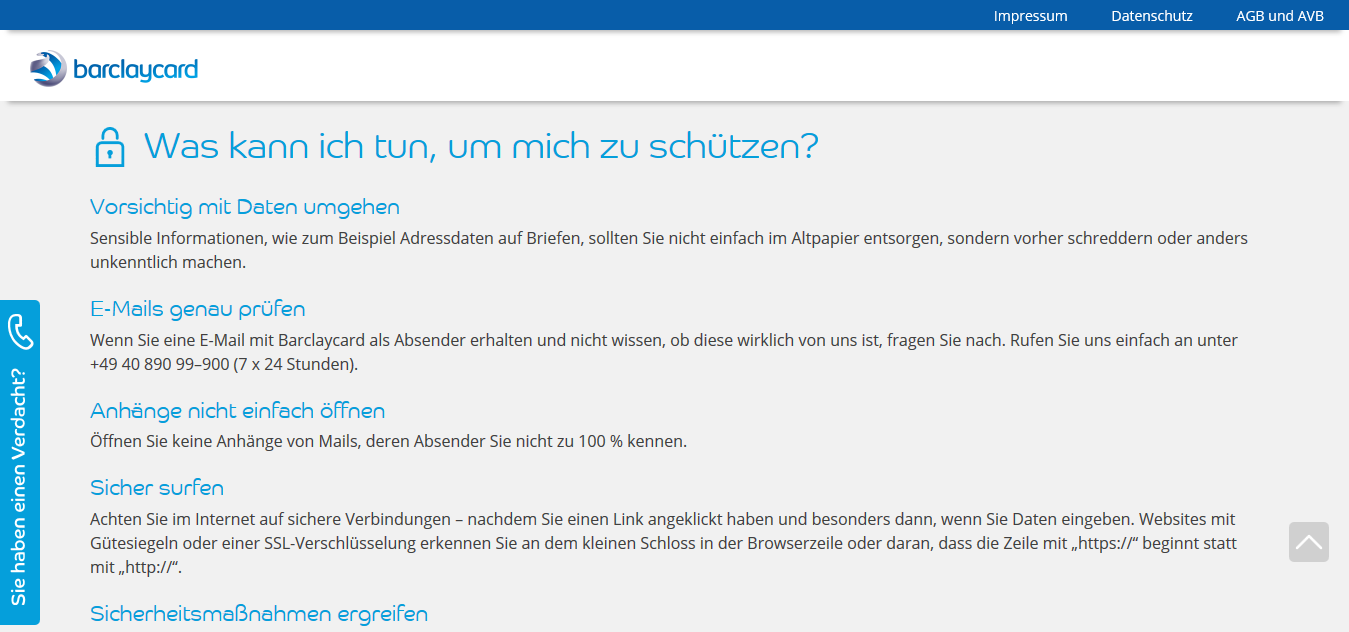 Impressum Datenschutz AGB und AVB
barclaycard
Was kann ich tun, um mich zu schützen?
Vorsichtig mit Daten umgehen
Sensible Informationen, wie zum Beispiel Adressdaten auf Briefen, sollten Sie nicht einfach im Altpapier entsorgen, sondern vorher schreddern oder anders
unkenntlich machen.
E-Mails genau prüfen
Wenn Sie eine E-Mail mit Barclaycard als Absender erhalten und nicht wissen, ob diese wirklich von uns ist, fragen Sie nach. Rufen Sie uns einfach an unter
+49 40 890 99–900 (7 x 24 Stunden).
Anhänge nicht einfach öffnen
Öffnen Sie keine Anhänge von Mails, deren Absender Sie nicht zu 100 % kennen.
Sicher surfen
Achten Sie im Internet auf sichere Verbindungen – nachdem Sie einen Link angeklickt haben und besonders dann, wenn Sie Daten eingeben. Websites mit
Gütesiegeln oder einer SSL-Verschlüsselung erkennen Sie an dem kleinen Schloss in der Browserzeile oder daran, dass die Zeile mit „https://“ beginnt statt
mit „http://“.
Sicherheitsmaßnahmen ergreifen
Sie haben einen Verdacht?